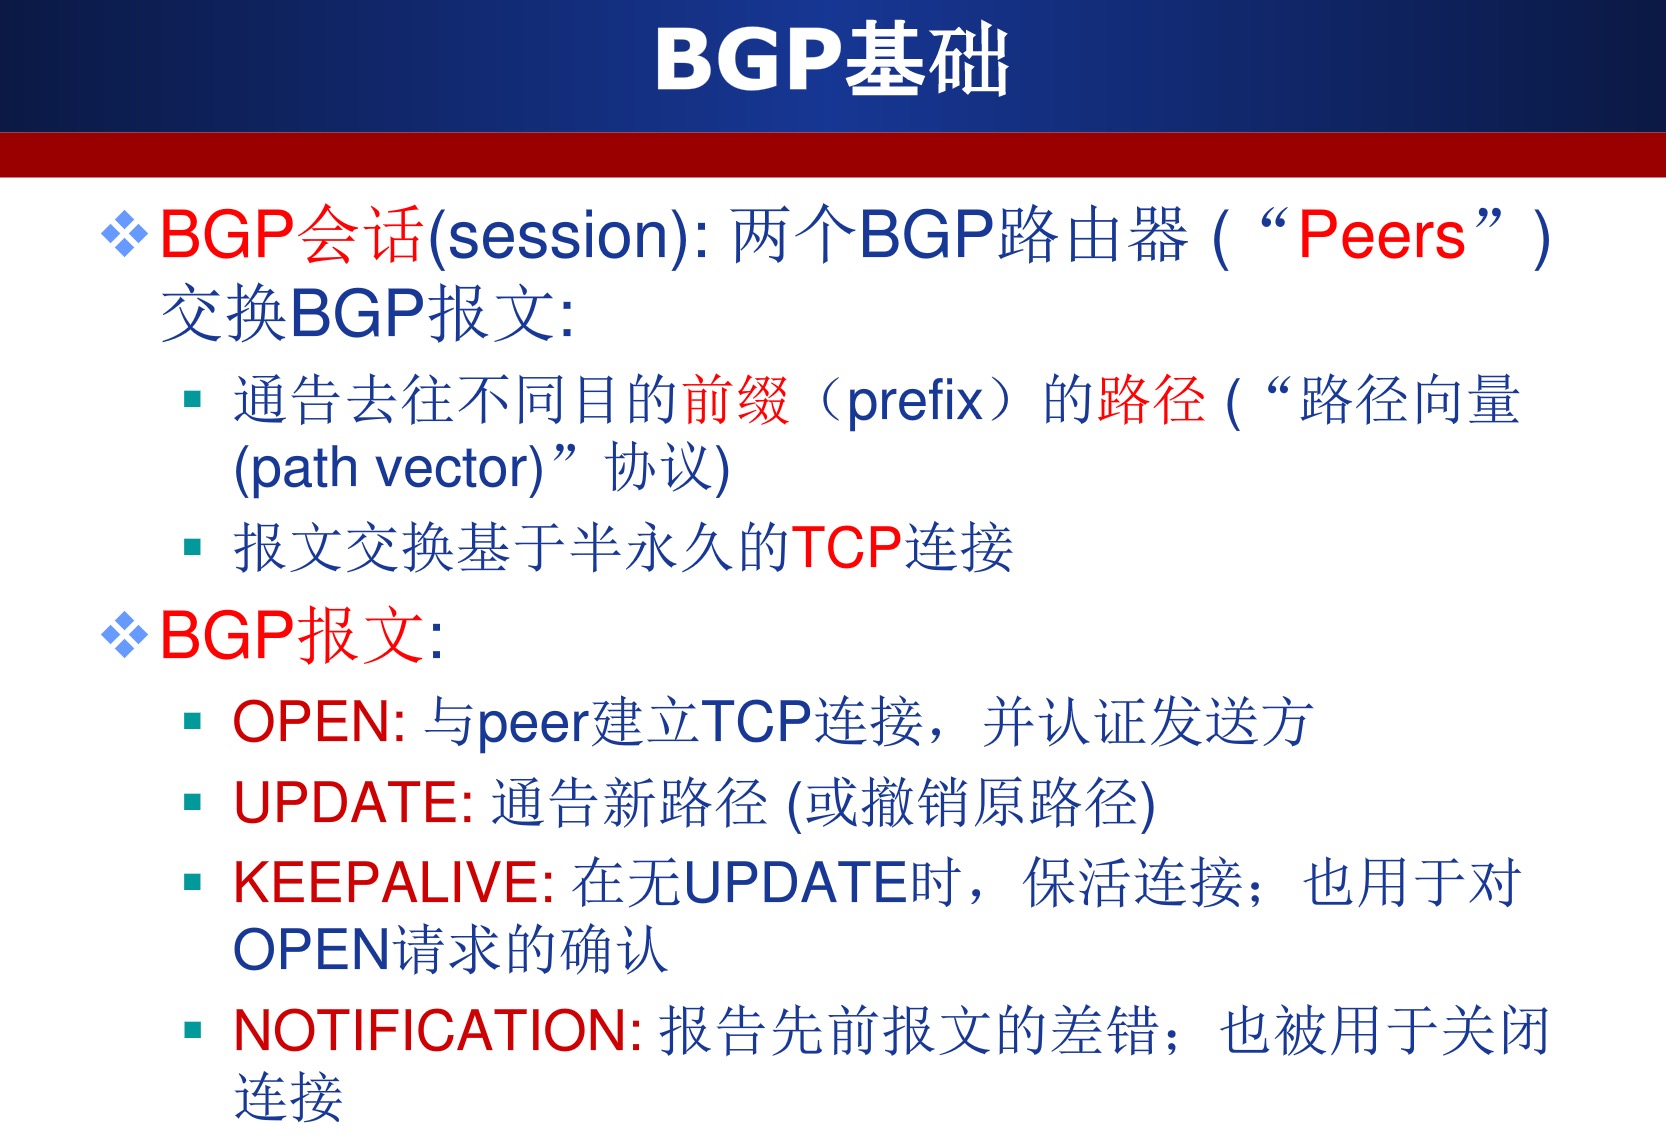 BGP基础
BGP会话(session): 两个BGP路由器 (“Peers”)
交换BGP报文:
通告去往不同目的前缀（prefix）的路径 (“路径向量
(path vector)”协议)
报文交换基于半永久的TCP连接
BGP报文:
OPEN: 与peer建立TCP连接，并认证发送方
UPDATE: 通告新路径 (或撤销原路径)
KEEPALIVE: 在无UPDATE时，保活连接；也用于对
OPEN请求的确认
NOTIFICATION: 报告先前报文的差错；也被用于关闭
连接